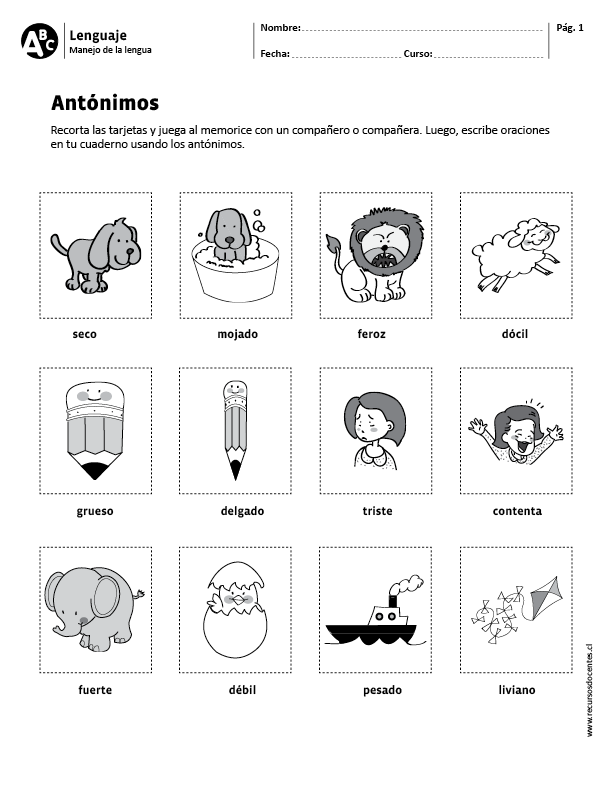 ABC
Lenguaje
Manejo de la lengua
Nombre:
Pág. 1
Fecha: Curso:
Antónimos
Recorta las tarjetas y juega al memorice con un compañero o compañera. Luego, escribe oraciones
en tu cuaderno usando los antónimos.
seco mojado feroz dócil
grueso delgado triste contenta
fuerte débil pesado liviano
www.recursosdocentes.cl